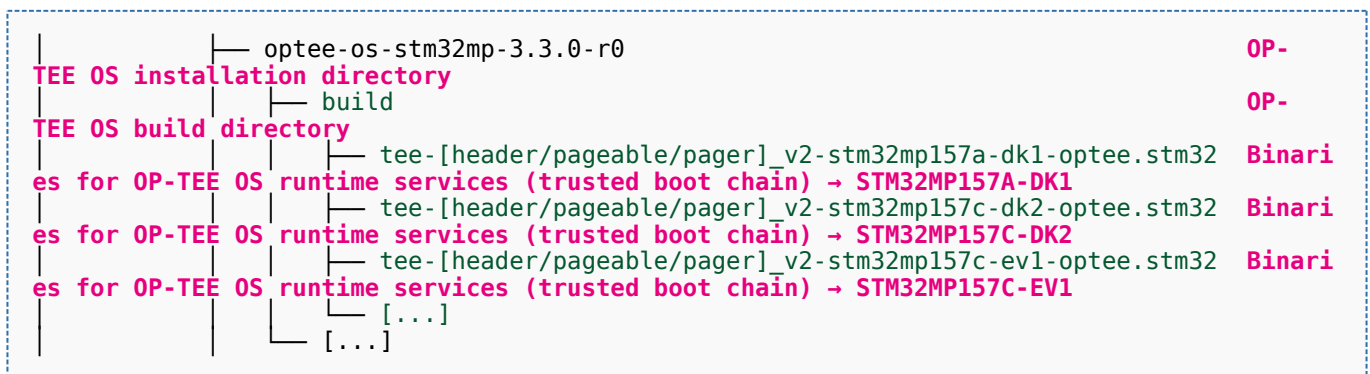 │          ├── optee-os-stm32mp-3.3.0-r0                                     OP-
TEE OS installation directory
│          │   ├── build                                                     OP-
TEE OS build directory
│          │   │   ├── tee-[header/pageable/pager]_v2-stm32mp157a-dk1-optee.stm32  Binari
es for OP-TEE OS runtime services (trusted boot chain) → STM32MP157A-DK1
│          │   │   ├── tee-[header/pageable/pager]_v2-stm32mp157c-dk2-optee.stm32  Binari
es for OP-TEE OS runtime services (trusted boot chain) → STM32MP157C-DK2
│          │   │   ├── tee-[header/pageable/pager]_v2-stm32mp157c-ev1-optee.stm32  Binari
es for OP-TEE OS runtime services (trusted boot chain) → STM32MP157C-EV1
│          │   │   └── [...]
│          │   └── [...]